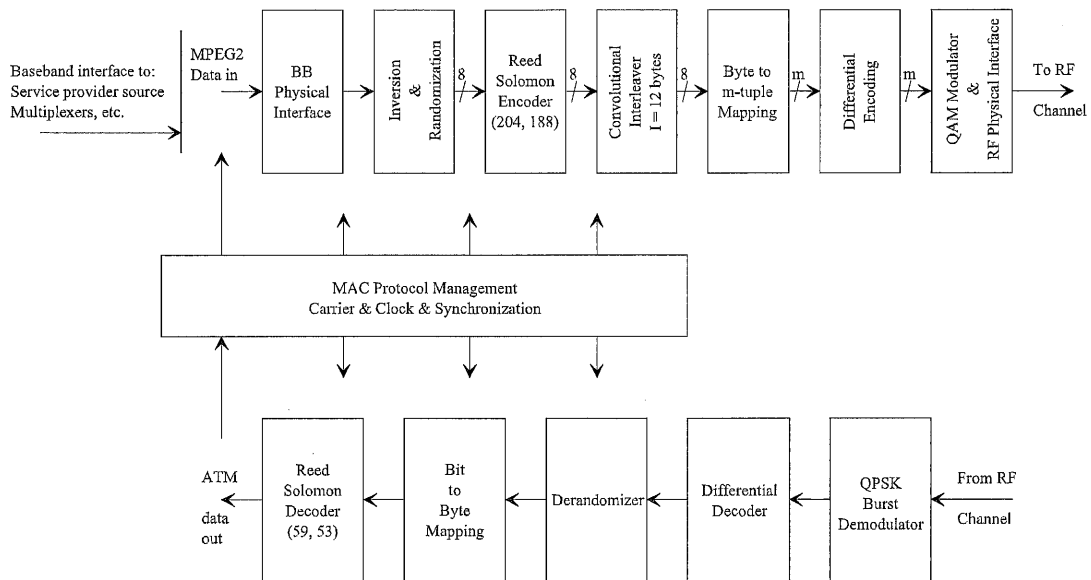 Baseband interface to:
Service provider source
Multiplexers, etc.
MPEG2
Data in
BB
Physical
Interface
Inversion
&
Randomization
8
Reed
Solomon
Encoder
(204, 188)
8
Convolutional
Interleaver
I = 12 bytes
8
Byte to
m-tuple
Mapping
m
Differential
Encoding
m
QAM Modulator
&
RF Physical Interface
To RF
Channel
MAC Protocol Management
Carrier & Clock & Synchronization
ATM
data
out
Reed
Solomon
Decoder
(59, 53)
Bit
to
Byte
Mapping
Derandomizer
Differential
Decoder
QPSK
Burst
Demodulator
From RF
Channel